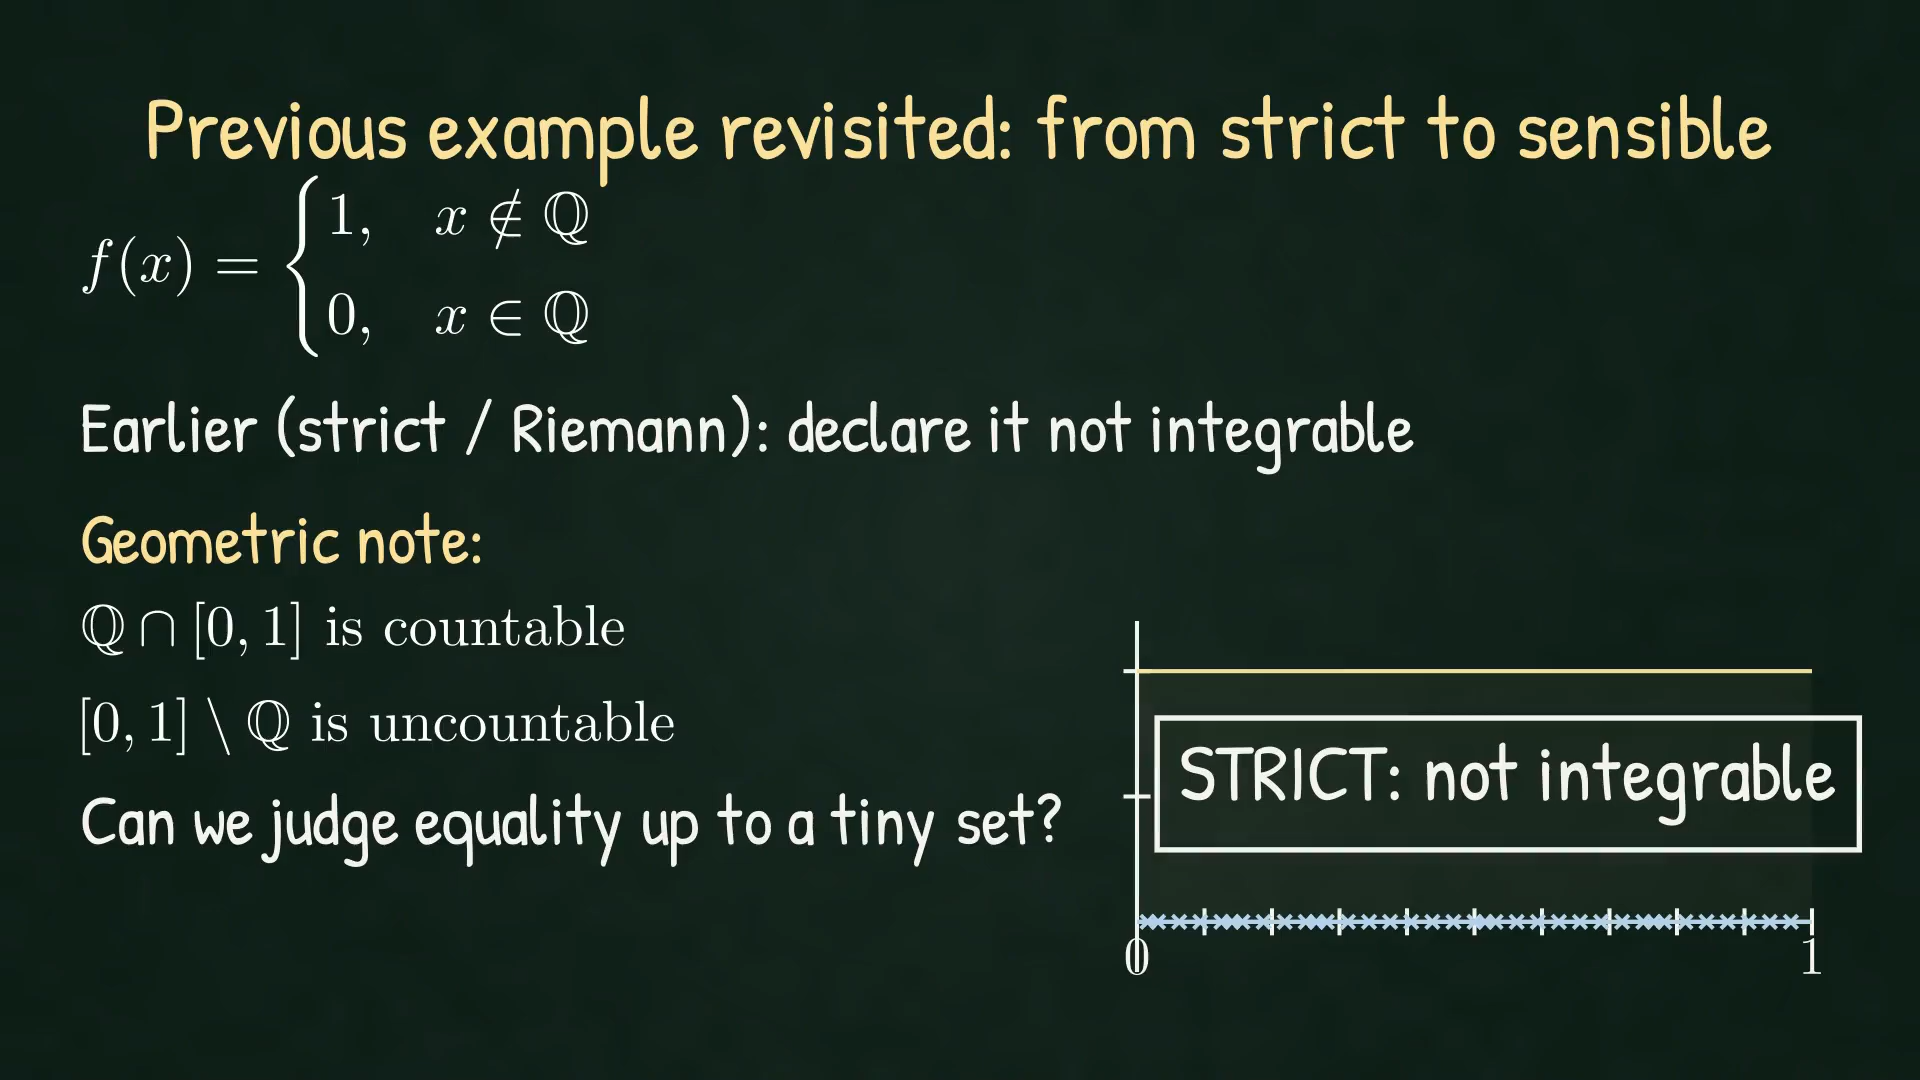 Previous example revisited: from strict to sensible
f(x) = { 1, x ∉ ℚ
0, x ∈ ℚ
Earlier (strict / Riemann): declare it not integrable
Geometric note:
ℚ ∩ [0, 1] is countable
[0, 1] \ ℚ is uncountable
Can we judge equality up to a tiny set?
STRICT: not integrable
0 1